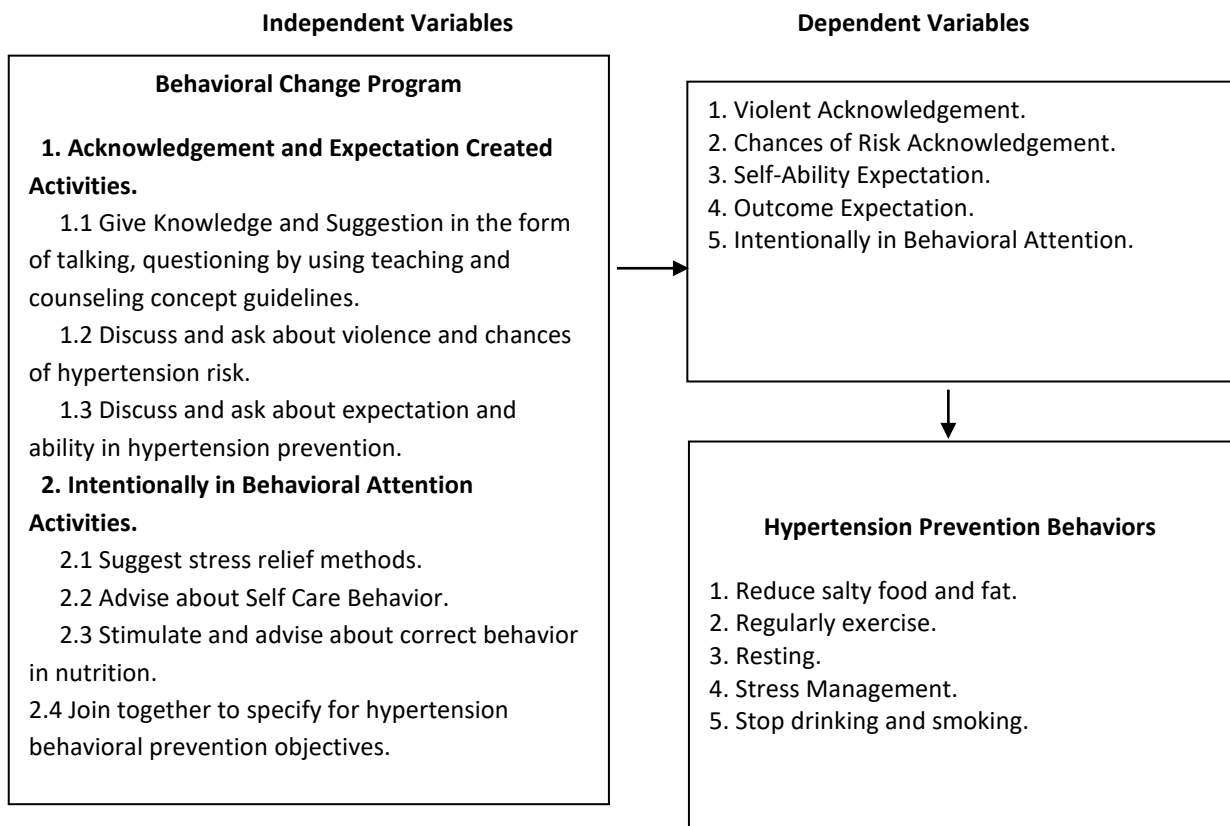 Independent Variables
Dependent Variables
Behavioral Change Program
1. Acknowledgement and Expectation Created
Activities.
1.1 Give Knowledge and Suggestion in the form
of talking, questioning by using teaching and
counseling concept guidelines.
1.2 Discuss and ask about violence and chances
of hypertension risk.
1.3 Discuss and ask about expectation and
ability in hypertension prevention.
2. Intentionally in Behavioral Attention
Activities.
2.1 Suggest stress relief methods.
2.2 Advise about Self Care Behavior.
2.3 Stimulate and advise about correct behavior
in nutrition.
2.4 Join together to specify for hypertension
behavioral prevention objectives.
1. Violent Acknowledgement.
2. Chances of Risk Acknowledgement.
3. Self-Ability Expectation.
4. Outcome Expectation.
5. Intentionally in Behavioral Attention.
Hypertension Prevention Behaviors
1. Reduce salty food and fat.
2. Regularly exercise.
3. Resting.
4. Stress Management.
5. Stop drinking and smoking.